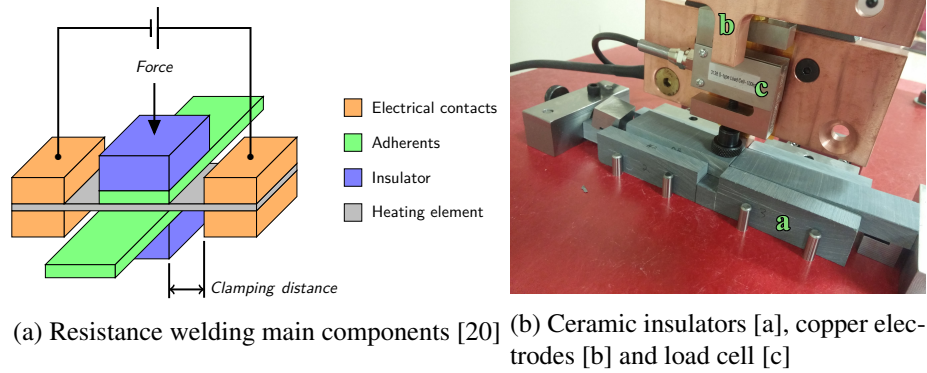 Force
Electrical contacts
Adherents
Insulator
Heating element
Clamping distance
(a) Resistance welding main components [20]
b
c
a
(b) Ceramic insulators [a], copper elec-
trodes [b] and load cell [c]